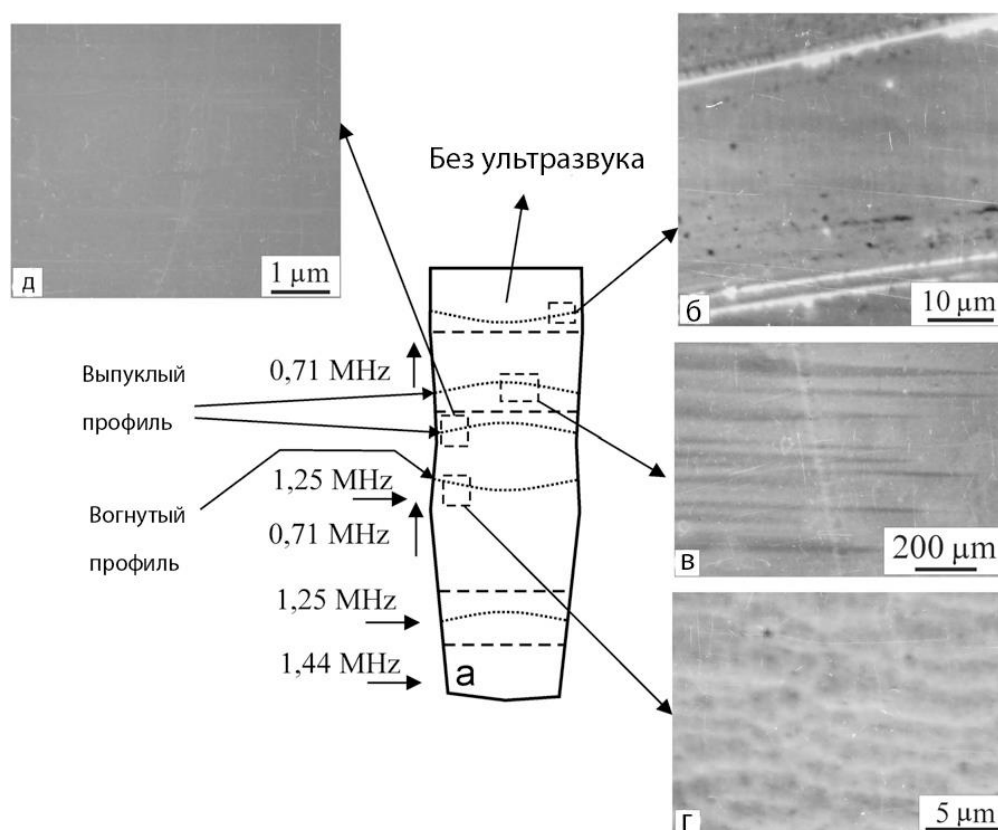 Без ультразвука
д
1 µm
б
10 µm
Выпуклый
профиль
0,71 MHz
1,25 MHz
Вогнутый
профиль
0,71 MHz
1,25 MHz
1,44 MHz
а
в
200 µm
г
5 µm